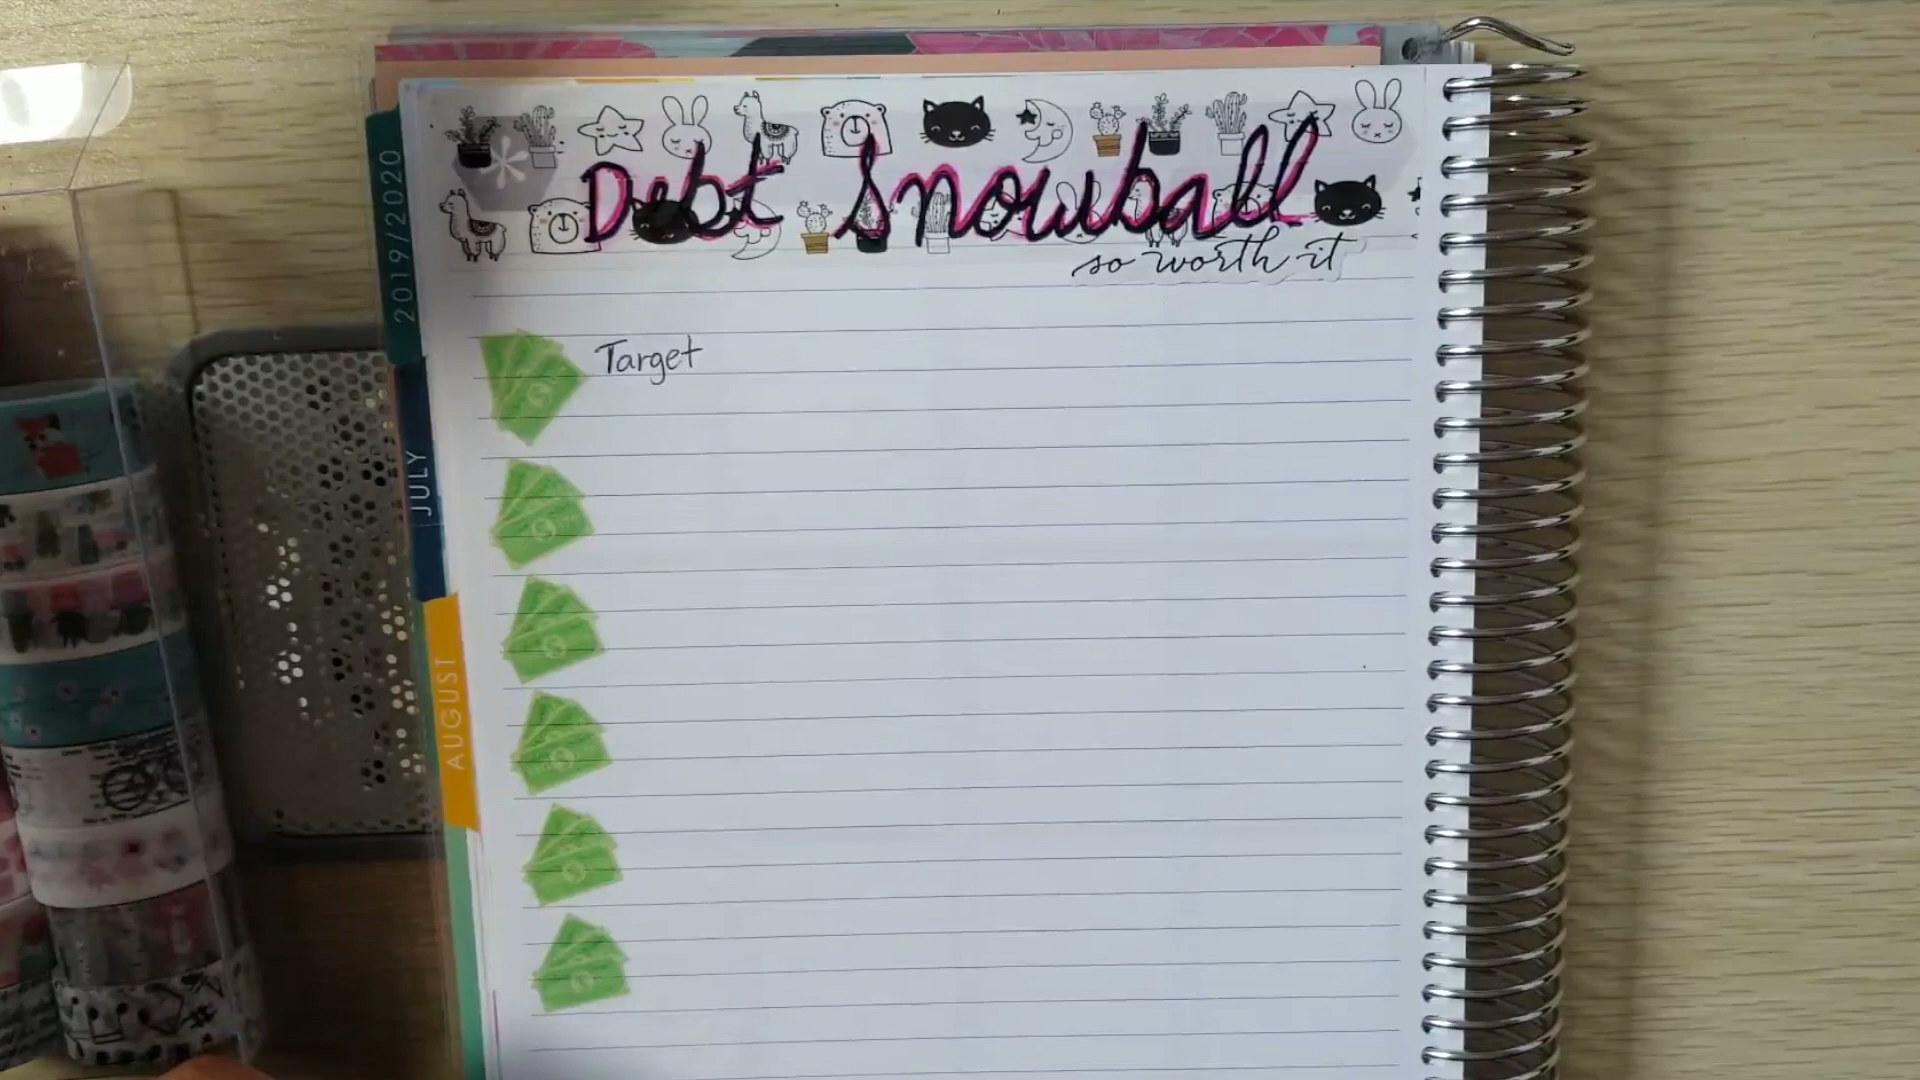 Debt Snowball
so worth it
Target
2019/2020
JULY
AUGUST